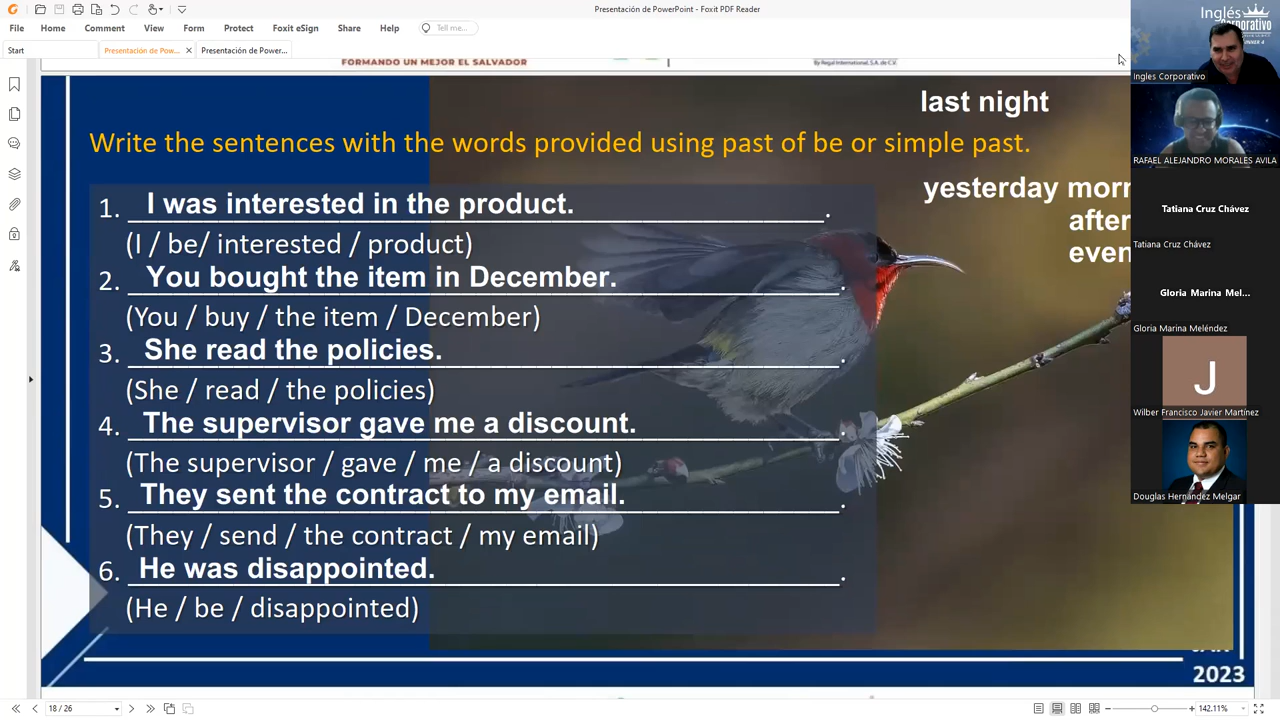 Presentación de PowerPoint - Foxit PDF Reader
File Home Comment View Form Protect Foxit eSign Share Help Tell me...
Start Presentación de Pow... Presentación de Power...
FORMANDO UN MEJOR EL SALVADOR
By Regal International, S.A. de C.V.
last night
Write the sentences with the words provided using past of be or simple past.
yesterday morn
after
even
1. I was interested in the product. .
(I / be/ interested / product)
2. You bought the item in December. .
(You / buy / the item / December)
3. She read the policies. .
(She / read / the policies)
4. The supervisor gave me a discount. .
(The supervisor / gave / me / a discount)
5. They sent the contract to my email. .
(They / send / the contract / my email)
6. He was disappointed. .
(He / be / disappointed)
2023
Inglés
Corporativo
Ingles Corporativo
RAFAEL ALEJANDRO MORALES AVILA
Tatiana Cruz Chávez
Tatiana Cruz Chávez
Gloria Marina Mel...
Gloria Marina Meléndez
J
Wilber Francisco Javier Martínez
Douglas Hernández Melgar
18 / 26
142.11%